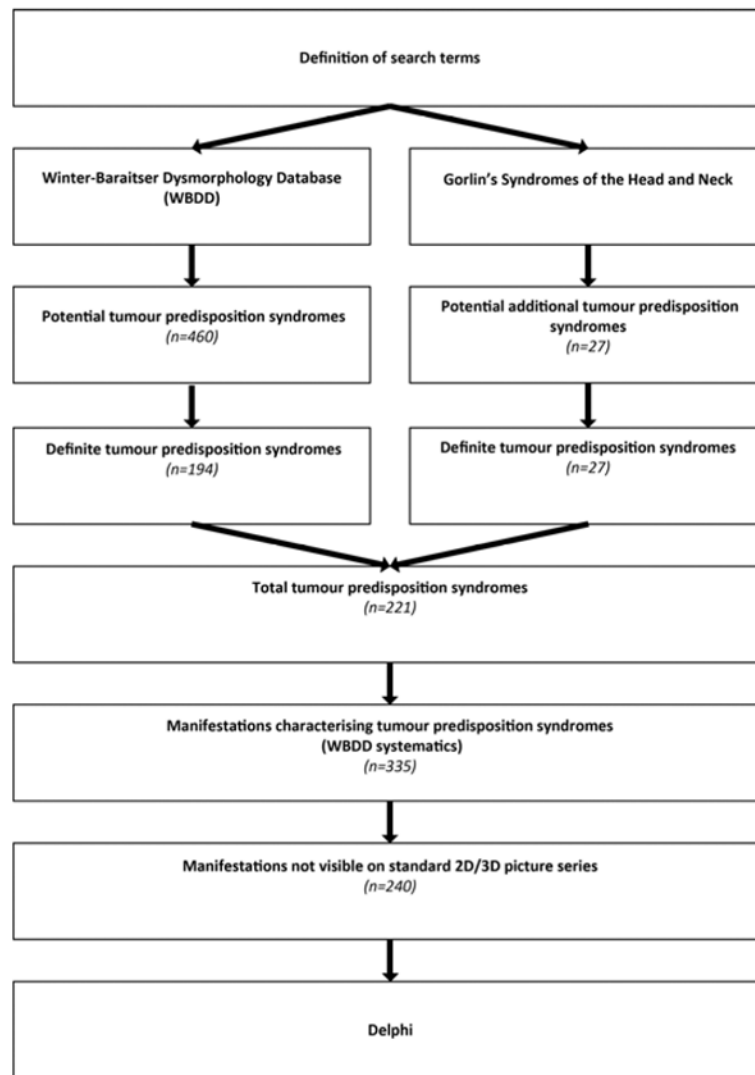 Definition of search terms
Winter-Baraitser Dysmorphology Database
(WBDD)
Gorlin's Syndromes of the Head and Neck
Potential tumour predisposition syndromes
(n=460)
Potential additional tumour predisposition
syndromes
(n=27)
Definite tumour predisposition syndromes
(n=194)
Definite tumour predisposition syndromes
(n=27)
Total tumour predisposition syndromes
(n=221)
Manifestations characterising tumour predisposition syndromes
(WBDD systematics)
(n=335)
Manifestations not visible on standard 2D/3D picture series
(n=240)
Delphi